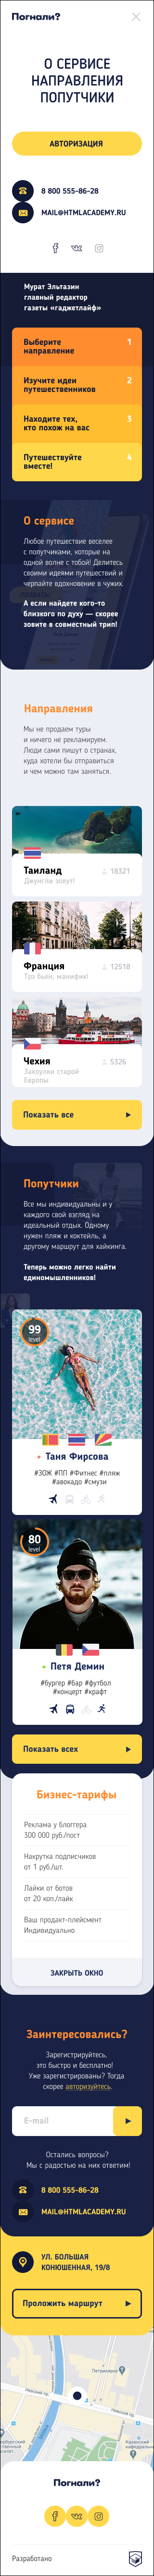 Погнали?
О СЕРВИСЕ
НАПРАВЛЕНИЯ
ПОПУТЧИКИ
АВТОРИЗАЦИЯ
8 800 555-86-28
MAIL@HTMLACADEMY.RU
Мурат Эльтазин
главный редактор
газеты «гаджетлайф»
Выберите
направление 1
Изучите идеи
путешественников 2
Находите тех,
кто похож на вас 3
Путешествуйте
вместе! 4
О сервисе
Любое путешествие веселее
с попутчиками, которые на
одной волне с тобой! Делитесь
своими идеями путешествий и
черпайте вдохновение в чужих.
А если найдете кого-то
близкого по духу — скорее
зовите в совместный трип!
Направления
Мы не продаем туры
и ничего не рекламируем.
Люди сами пишут о странах,
куда хотели бы отправиться
и чем можно там заняться.
Таиланд 18321
Джунгли зовут!
Франция 12518
Трэ бьен, манифик!
Чехия 5326
Закоулки старой
Европы
Показать все
Попутчики
Все мы индивидуальны и у
каждого свой взгляд на
идеальный отдых. Одному
нужен пляж и коктейль, а
другому маршрут для хайкинга.
Теперь можно легко найти
единомышленников!
99
level
Таня Фирсова
#ЗОЖ #ПП #Фитнес #пляж
#авокадо #смузи
80
level
Петя Демин
#бургер #бар #футбол
#концерт #крафт
Показать всех
Бизнес-тарифы
Реклама у блоггера
300 000 руб./пост
Накрутка подписчиков
от 1 руб./шт.
Лайки от ботов
от 20 коп./лайк
Ваш продакт-плейсмент
Индивидуально
ЗАКРЫТЬ ОКНО
Заинтересовались?
Зарегистрируйтесь,
это быстро и бесплатно!
Уже зарегистрированы? Тогда
скорее авторизуйтесь.
E-mail
Остались вопросы?
Мы с радостью на них ответим!
8 800 555-86-28
MAIL@HTMLACADEMY.RU
УЛ. БОЛЬШАЯ
КОНЮШЕННАЯ, 19/8
Проложить маршрут
Погнали?
Разработано